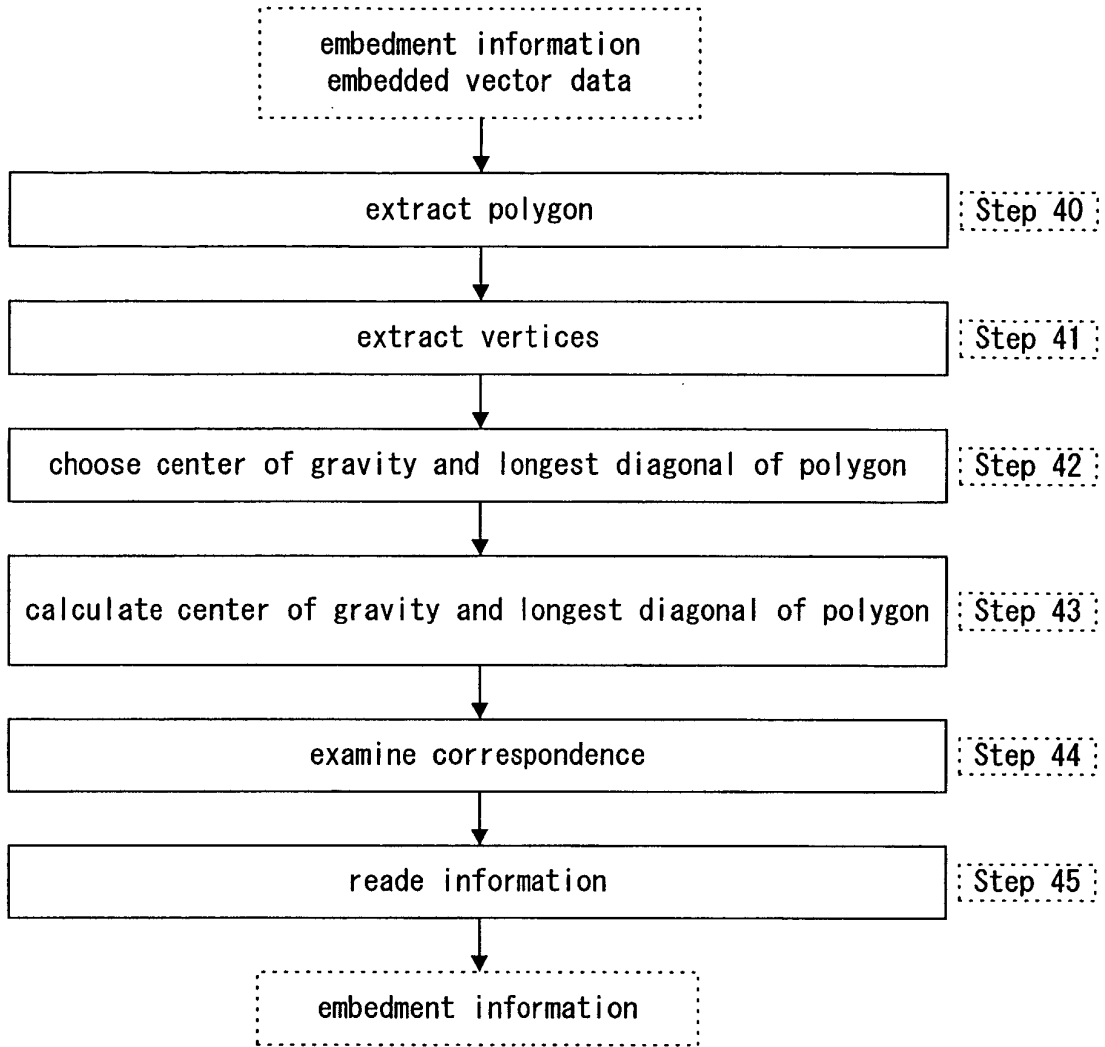 embedment information
embedded vector data
extract polygon
Step 40
extract vertices
Step 41
choose center of gravity and longest diagonal of polygon
Step 42
calculate center of gravity and longest diagonal of polygon
Step 43
examine correspondence
Step 44
reade information
Step 45
embedment information